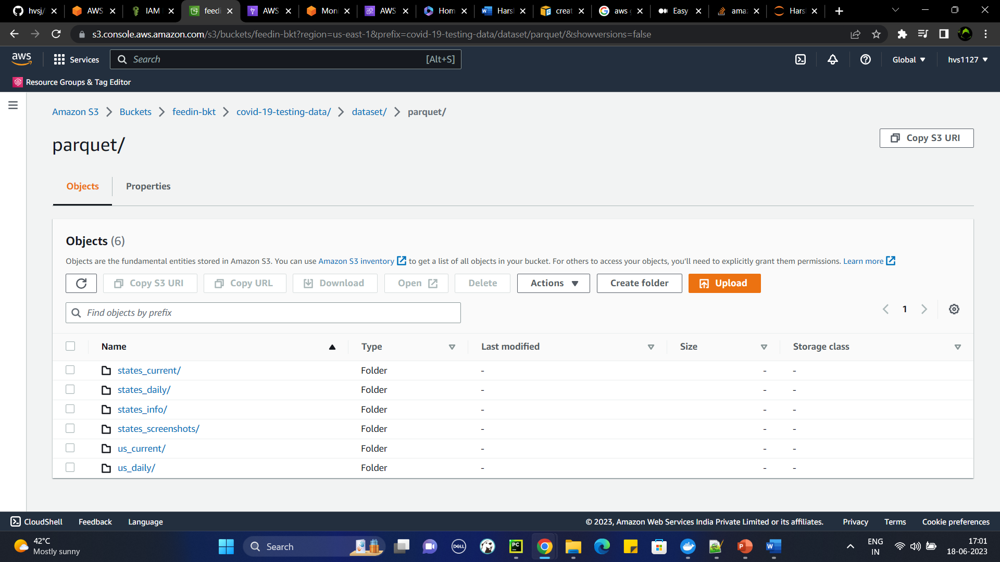 hvsj/
AWS
IAM
feedi
AWS
Moni
AWS
Hom
Harsl
creat
aws g
Easy
amaz
Harsl
s3.console.aws.amazon.com/s3/buckets/feedin-bkt?region=us-east-1&prefix=covid-19-testing-data/dataset/parquet/&showversions=false
aws
Services
Search
[Alt+S]
Global
hvs1127
Resource Groups & Tag Editor
Amazon S3
Buckets
feedin-bkt
covid-19-testing-data/
dataset/
parquet/
parquet/
Copy S3 URI
Objects
Properties
Objects (6)
Objects are the fundamental entities stored in Amazon S3. You can use Amazon S3 inventory to get a list of all objects in your bucket. For others to access your objects, you'll need to explicitly grant them permissions. Learn more
Copy S3 URI
Copy URL
Download
Open
Delete
Actions
Create folder
Upload
Find objects by prefix
1
Name Type Last modified Size Storage class
states_current/ Folder - - -
states_daily/ Folder - - -
states_info/ Folder - - -
states_screenshots/ Folder - - -
us_current/ Folder - - -
us_daily/ Folder - - -
CloudShell
Feedback
Language
© 2023, Amazon Web Services India Private Limited or its affiliates.
Privacy
Terms
Cookie preferences
42°C
Mostly sunny
Search
DELL
PC
P
W
ENG
IN
17:01
18-06-2023